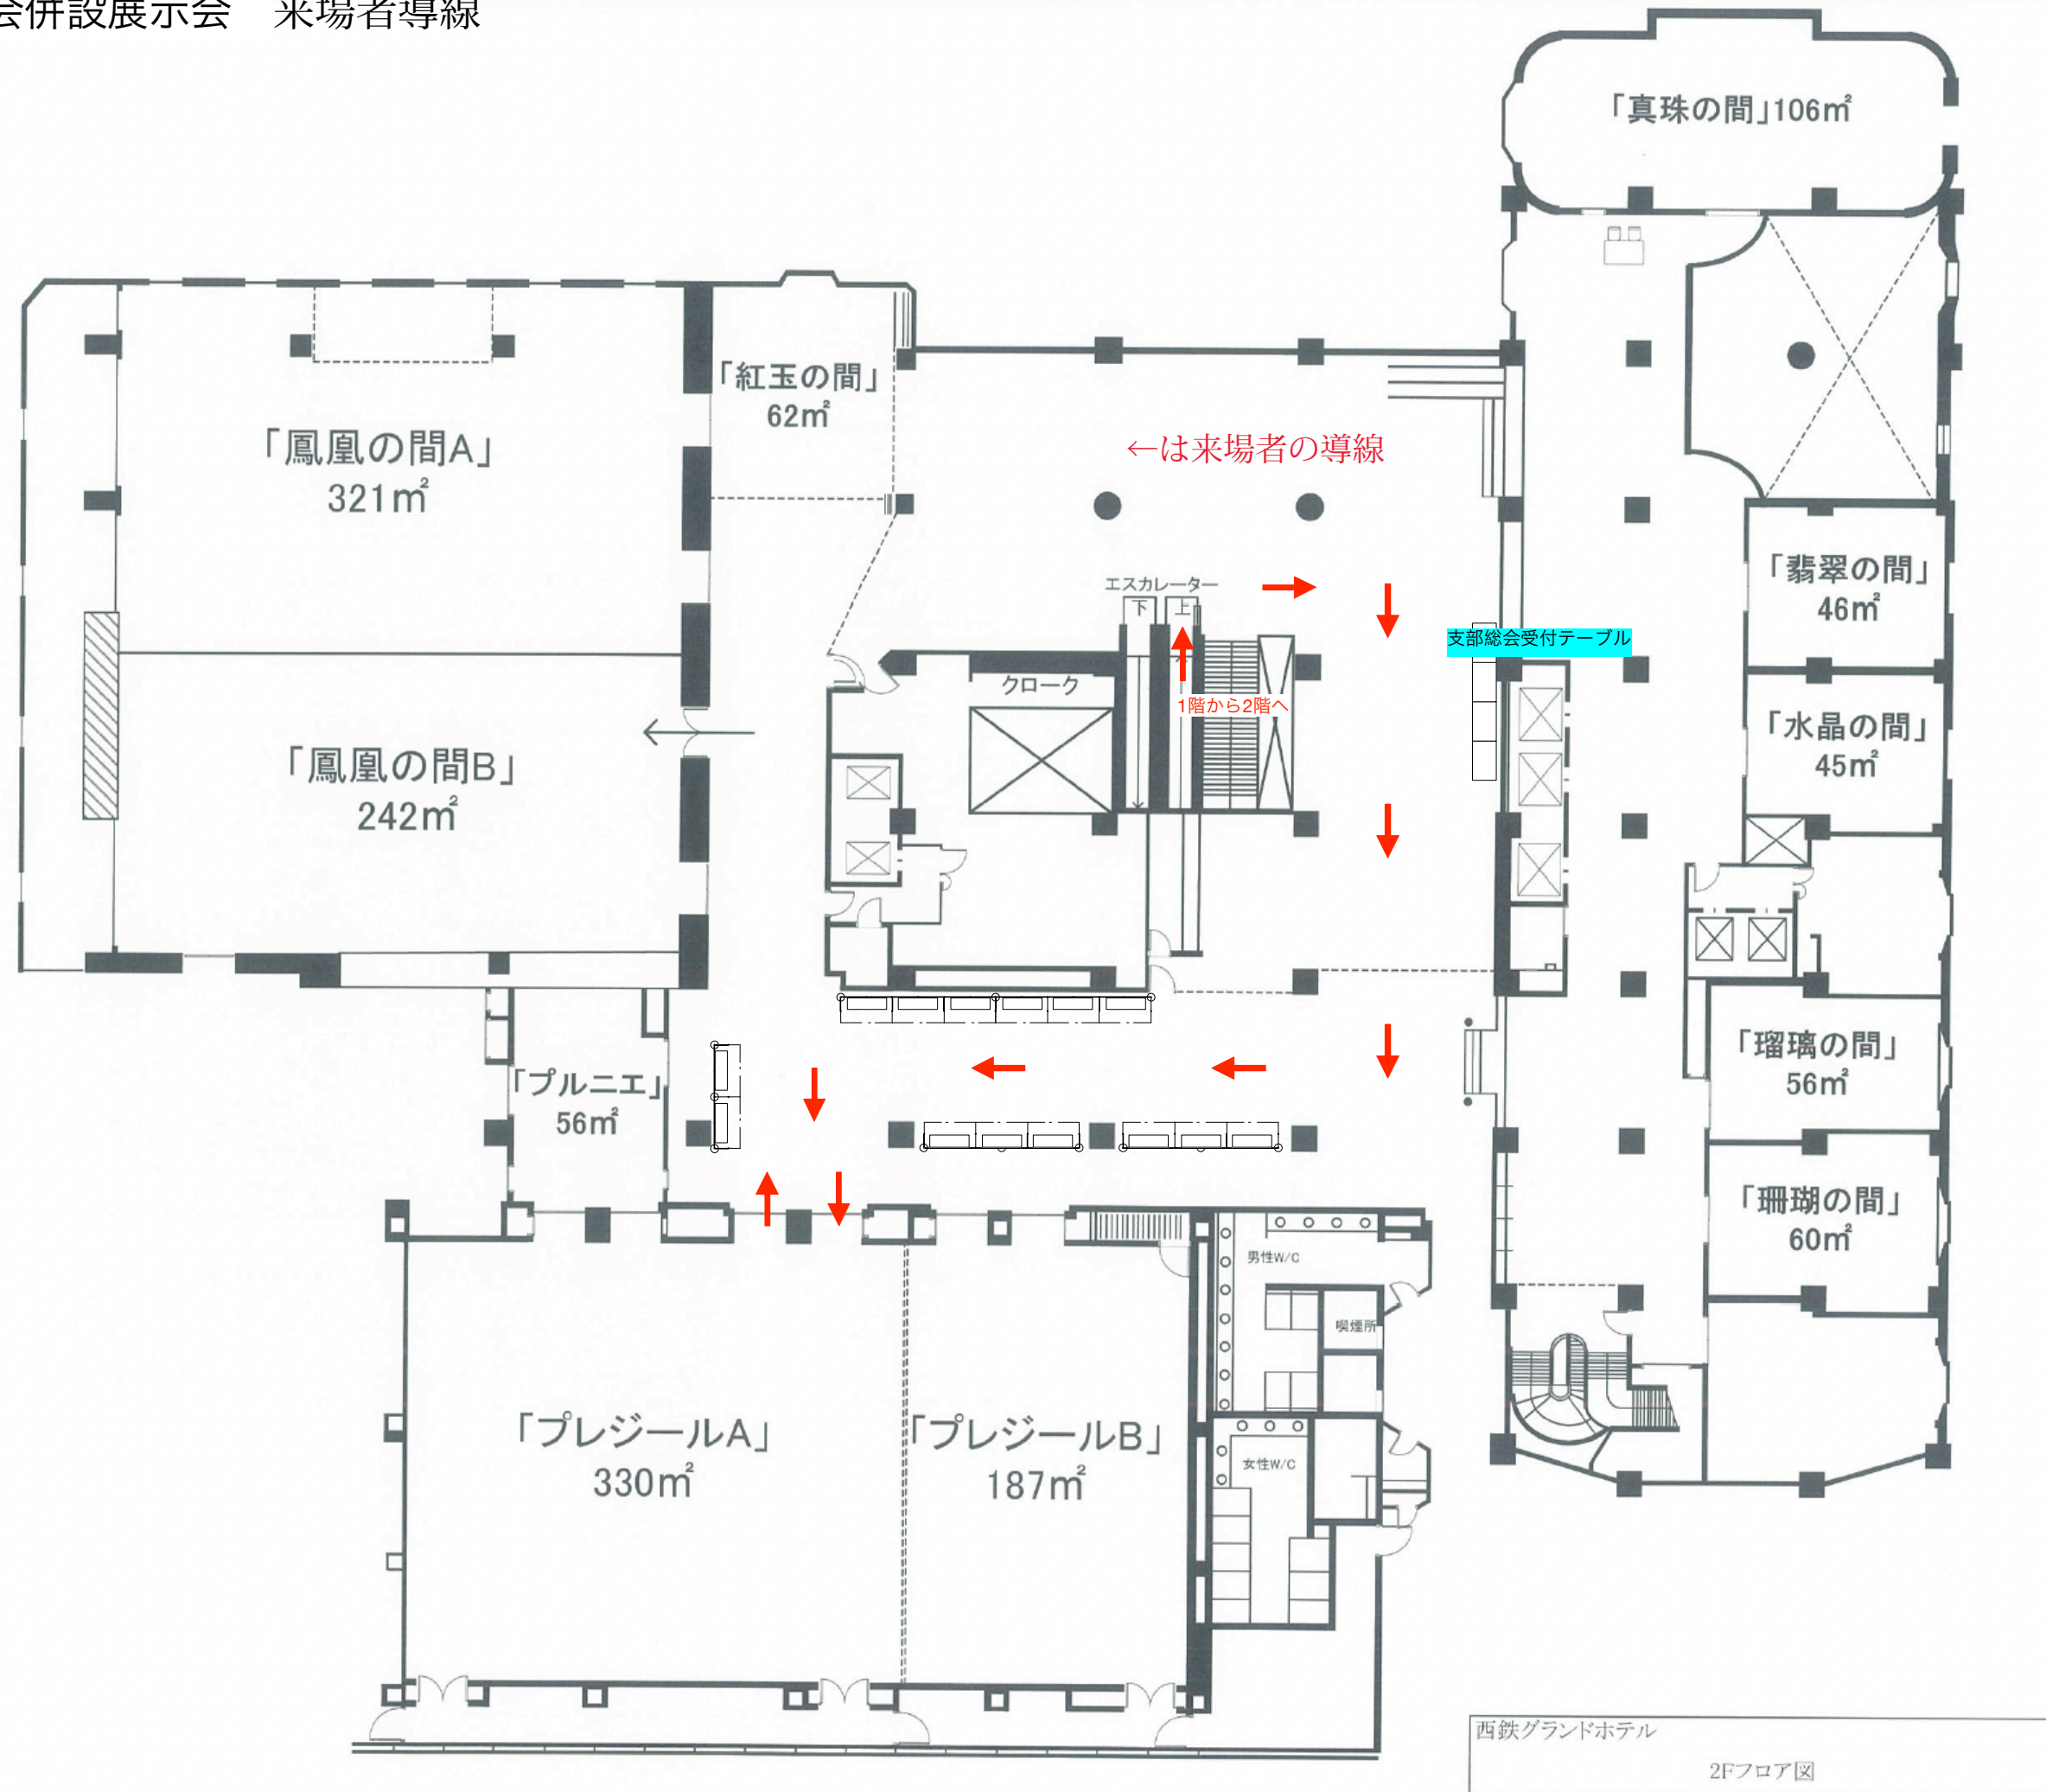 会併設展示会　来場者導線
「真珠の間」106㎡
「紅玉の間」
62㎡
「鳳凰の間A」
321㎡
←は来場者の導線
エスカレーター
下
上
「翡翠の間」
46㎡
支部総会受付テーブル
クローク
1階から2階へ
「水晶の間」
45㎡
「鳳凰の間B」
242㎡
「瑠璃の間」
56㎡
「プルニエ」
56㎡
「珊瑚の間」
60㎡
男性W/C
喫煙所
「プレジールA」
330㎡
「プレジールB」
187㎡
女性W/C
西鉄グランドホテル
2Fフロア図